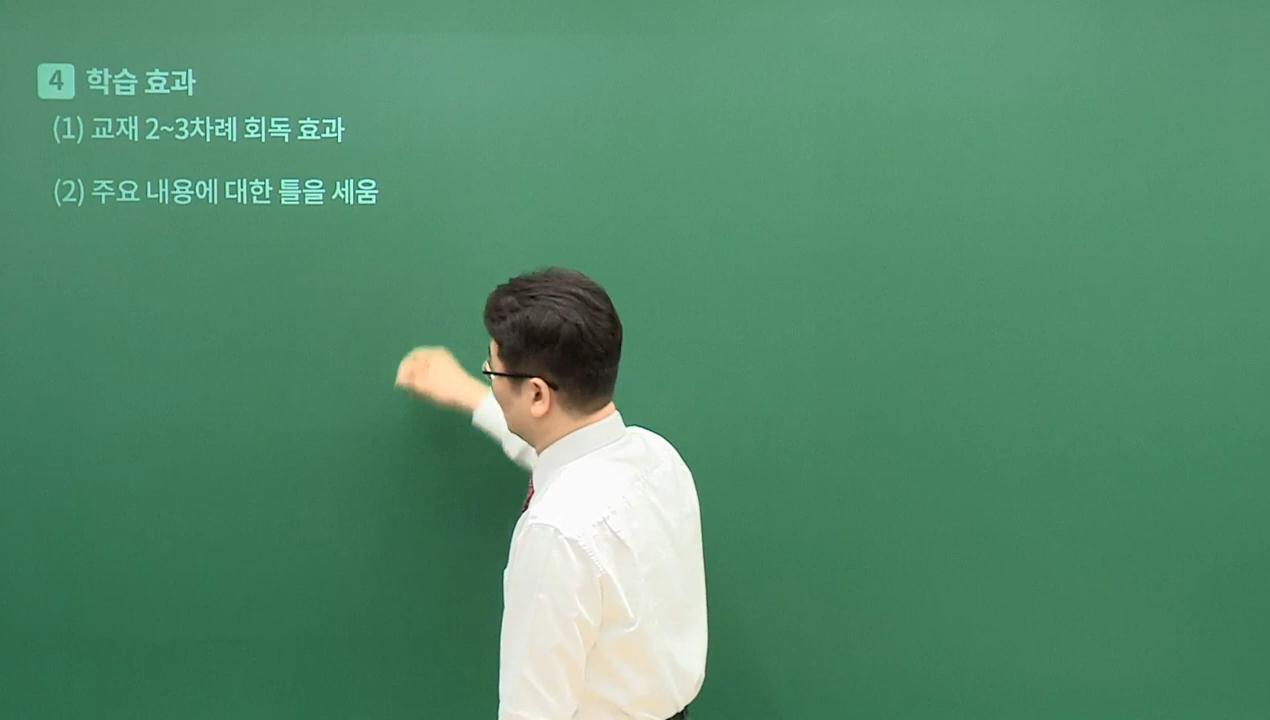 4 학습 효과
(1) 교재 2~3차례 회독 효과
(2) 주요 내용에 대한 틀을 세움